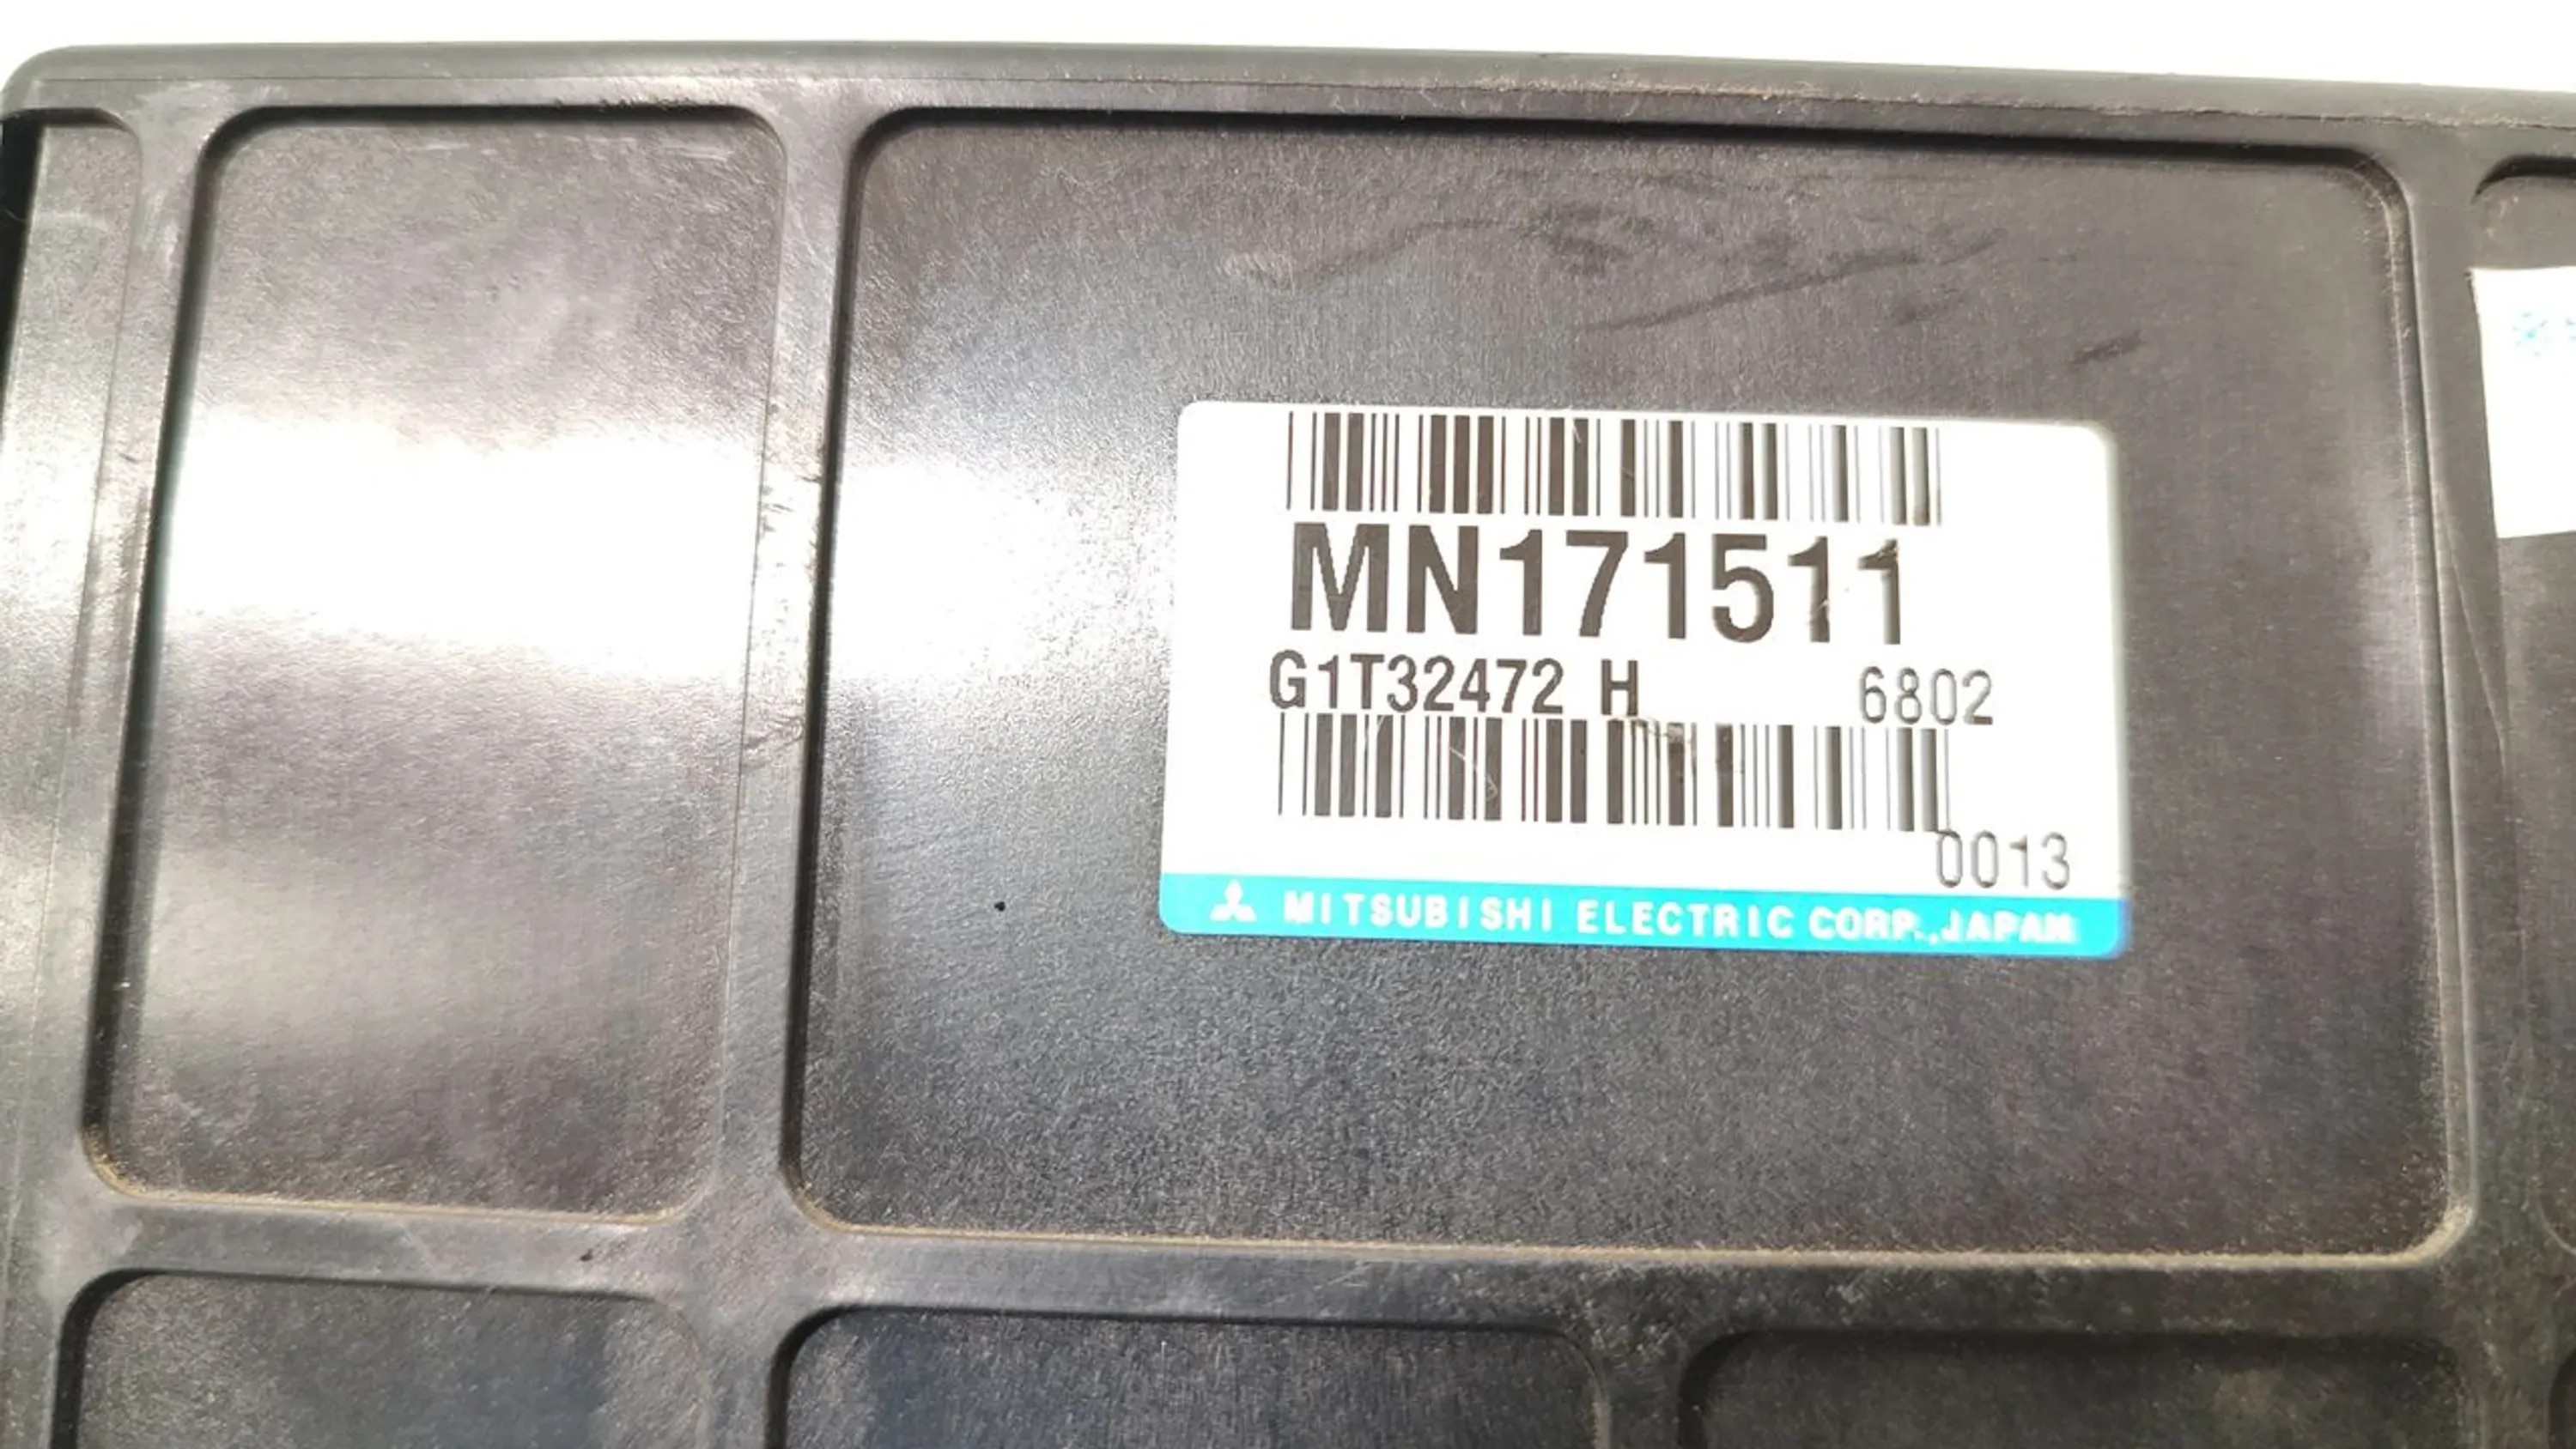 MN171511
G1T32472 H 6802
0013
MITSUBISHI ELECTRIC CORP.,JAPAN